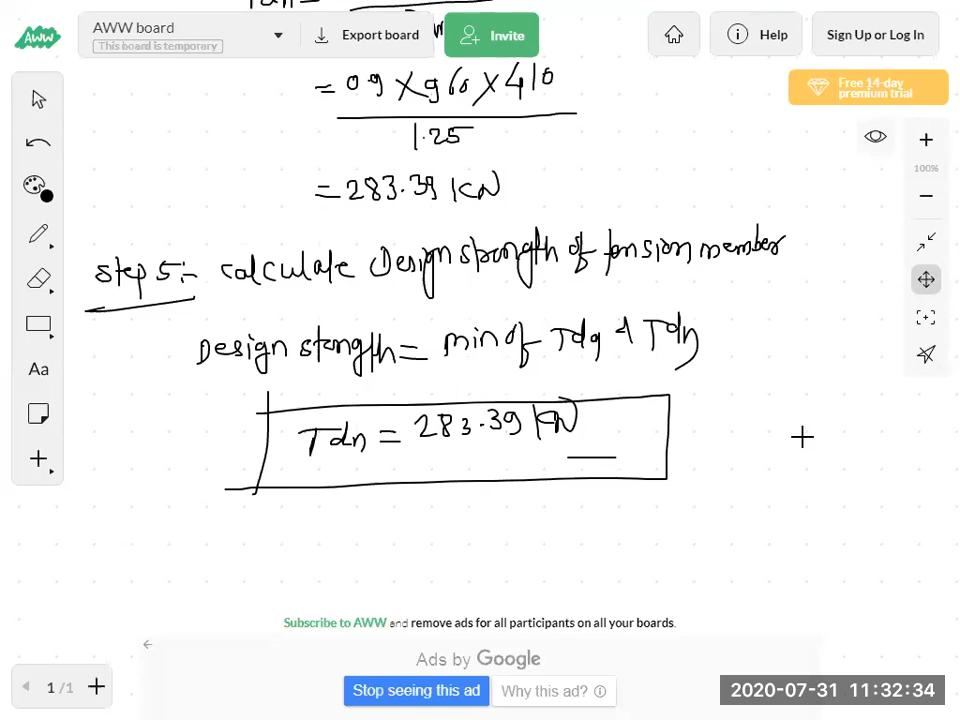 AWW
AWW board
This board is temporary
Export board
Invite
Help
Sign Up or Log In
Free 14-day
premium trial
= 0.9 × 960 × 410
1.25
= 283.39 KN
100%
Step 5:- calculate Design strength of tension member
Design stength = min of Tdg & Tdn
Tdn = 283.39 KN
Aa
Subscribe to AWW and remove ads for all participants on all your boards.
Ads by Google
Stop seeing this ad
Why this ad?
1 /1
2020-07-31 11:32:34